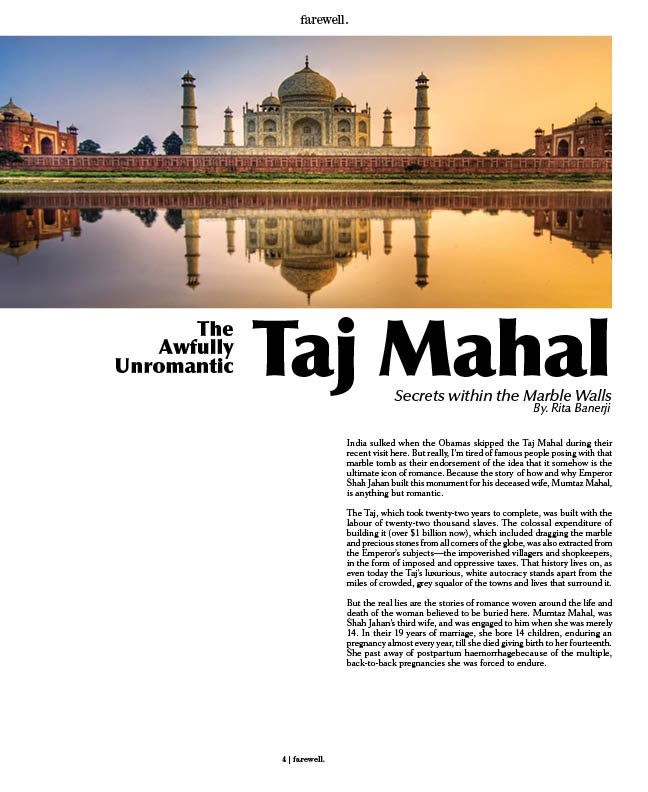 farewell.
The
Awfully
Unromantic
Taj Mahal
Secrets within the Marble Walls
By. Rita Banerji
India sulked when the Obamas skipped the Taj Mahal during their
recent visit here. But really, I'm tired of famous people posing with that
marble tomb as their endorsement of the idea that it somehow is the
ultimate icon of romance. Because the story of how and why Emperor
Shah Jahan built this monument for his deceased wife, Mumtaz Mahal,
is anything but romantic.
The Taj, which took twenty-two years to complete, was built with the
labour of twenty-two thousand slaves. The colossal expenditure of
building it (over $1 billion now), which included dragging the marble
and precious stones from all corners of the globe, was also extracted from
the Emperor's subjects—the impoverished villagers and shopkeepers,
in the form of imposed and oppressive taxes. That history lives on, as
even today the Taj's luxurious, white autocracy stands apart from the
miles of crowded, grey squalor of the towns and lives that surround it.
But the real lies are the stories of romance woven around the life and
death of the woman believed to be buried here. Mumtaz Mahal, was
Shah Jahan's third wife, and was engaged to him when she was merely
14. In their 19 years of marriage, she bore 14 children, enduring an
pregnancy almost every year, till she died giving birth to her fourteenth.
She past away of postpartum haemorrhagebecause of the multiple,
back-to-back pregnancies she was forced to endure.
4 | farewell.